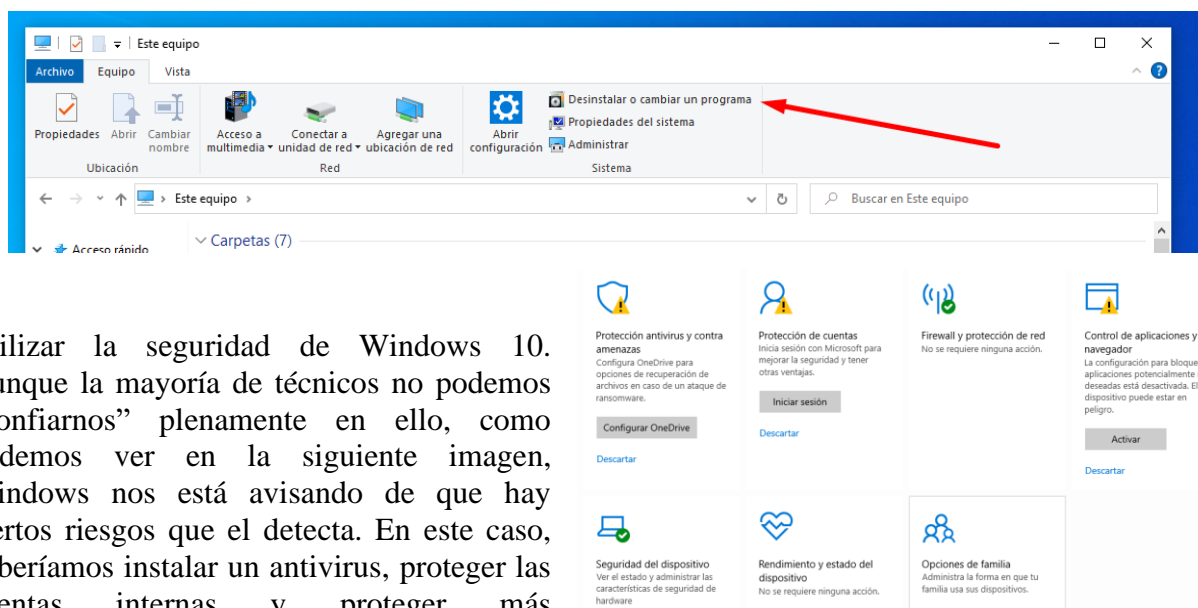 Este equipo
Archivo Equipo Vista
Propiedades
Abrir
Cambiar
nombre
Ubicación
Acceso a
multimedia
Conectar a
unidad de red
Agregar una
ubicación de red
Red
Abrir
configuración
Desinstalar o cambiar un programa
Propiedades del sistema
Administrar
Sistema
Este equipo
Buscar en Este equipo
Acceso rápido
Carpetas (7)
ilizar la seguridad de Windows 10.
unque la mayoría de técnicos no podemos
onfiarnos” plenamente en ello, como
demos ver en la siguiente imagen,
indows nos está avisando de que hay
ertos riesgos que el detecta. En este caso,
beríamos instalar un antivirus, proteger las
entas internas y proteger más
Protección antivirus y contra
amenazas
Configura OneDrive para
opciones de recuperación de
archivos en caso de un ataque de
ransomware.
Configurar OneDrive
Descartar
Protección de cuentas
Inicia sesión con Microsoft para
mejorar la seguridad y tener
otras ventajas.
Iniciar sesión
Descartar
Firewall y protección de red
No se requiere ninguna acción.
Control de aplicaciones y
navegador
La configuración para bloque
aplicaciones potencialmente
deseadas está desactivada. El
dispositivo puede estar en
peligro.
Activar
Descartar
Seguridad del dispositivo
Ver el estado y administrar las
características de seguridad de
hardware
Rendimiento y estado del
dispositivo
No se requiere ninguna acción.
Opciones de familia
Administra la forma en que tu
familia usa sus dispositivos.